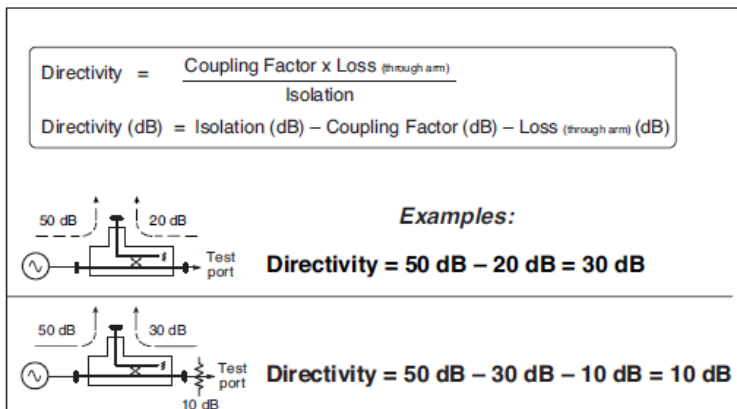 Directivity = Coupling Factor x Loss (through arm)
Isolation
Directivity (dB) = Isolation (dB) – Coupling Factor (dB) – Loss (through arm) (dB)
50 dB 20 dB
Examples:
Test
port
Directivity = 50 dB – 20 dB = 30 dB
50 dB 30 dB
Test
port
Directivity = 50 dB – 30 dB – 10 dB = 10 dB
10 dB